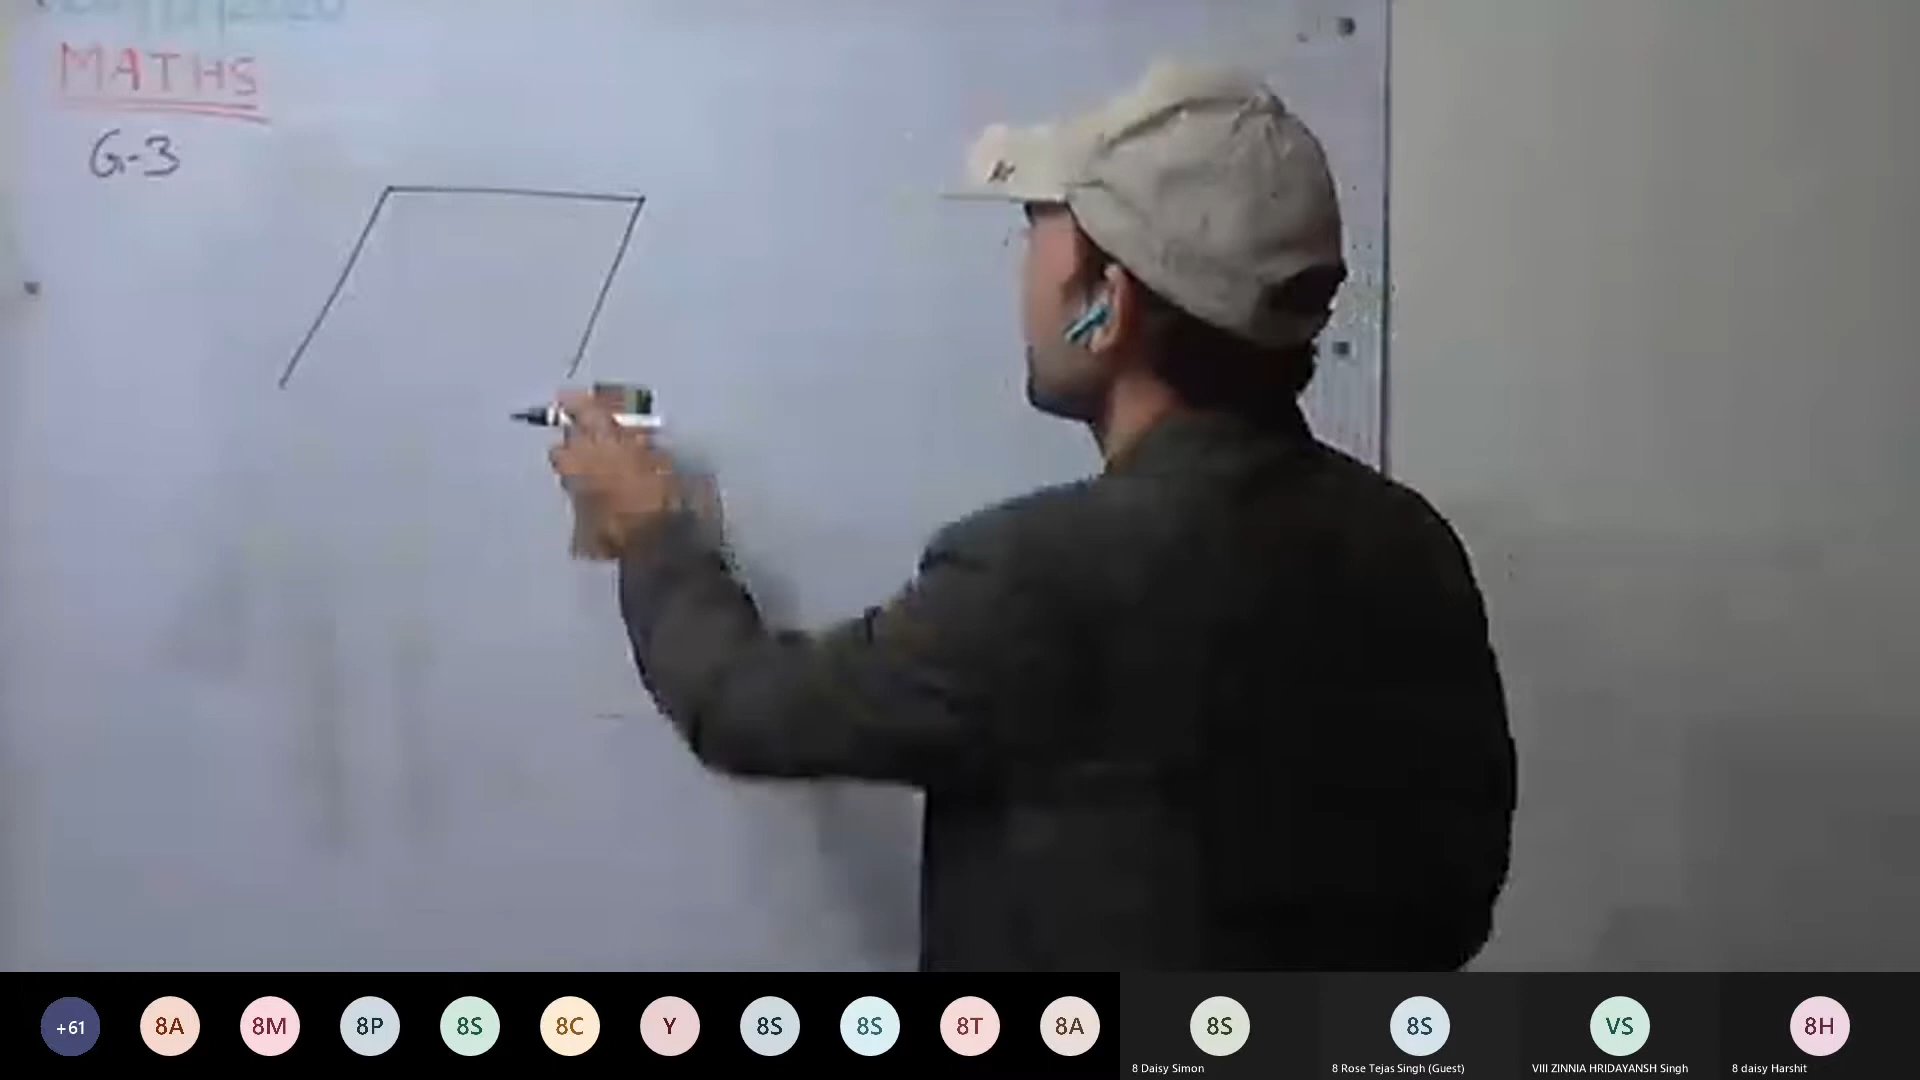 MATHS
G-3
+61
8A
8M
8P
8S
8C
Y
8S
8S
8T
8A
8S
8S
VS
8H
8 Daisy Simon
8 Rose Tejas Singh (Guest)
VIII ZINNIA HRIDAYANSH Singh
8 daisy Harshit